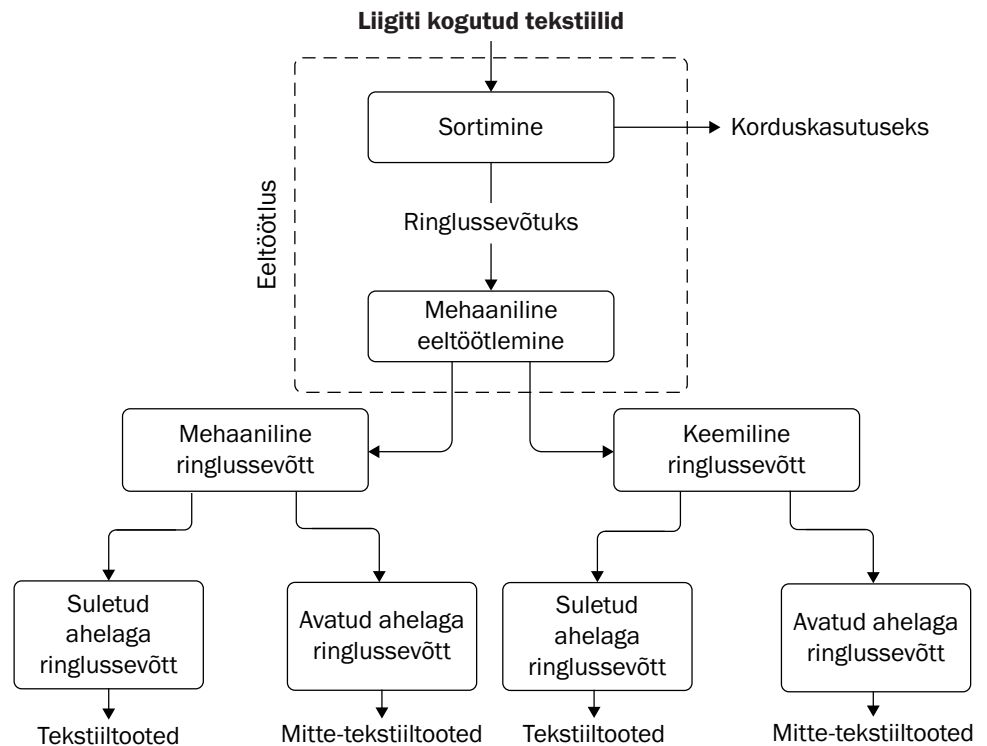 Liigiti kogutud tekstiilid
Sortimine
Korduskasutuseks
Eeltöötlus
Ringlussevõtuks
Mehaaniline
eeltöötlemine
Mehaaniline
ringlussevõtt
Keemiline
ringlussevõtt
Suletud
ahelaga
ringlussevõtt
Avatud ahelaga
ringlussevõtt
Suletud
ahelaga
ringlussevõtt
Avatud ahelaga
ringlussevõtt
Tekstiiltooted
Mitte-tekstiiltooted
Tekstiiltooted
Mitte-tekstiiltooted